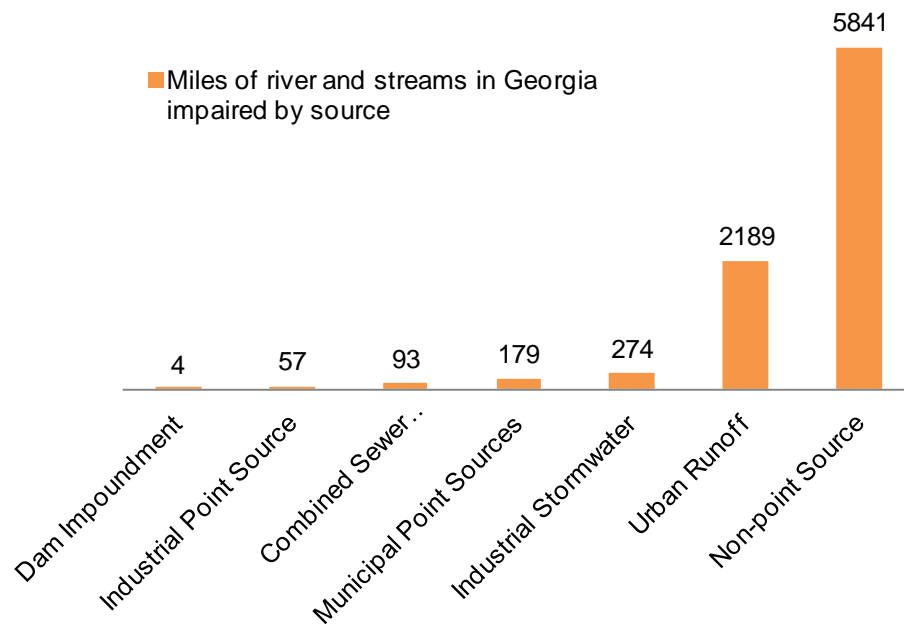 5841
Miles of river and streams in Georgia
impaired by source
2189
4
57
93
179
274
Dam Impoundment
Industrial Point Source
Combined Sewer..
Municipal Point Sources
Industrial Stormwater
Urban Runoff
Non-point Source